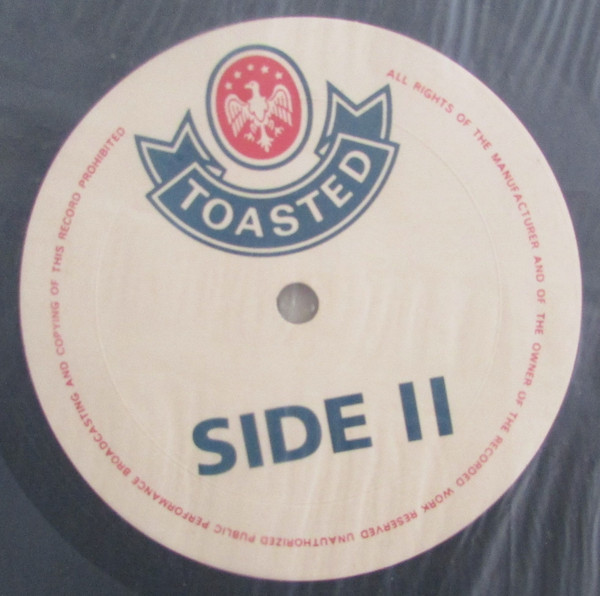 TOASTED
SIDE II
ALL RIGHTS OF THE MANUFACTURER AND OF THE OWNER OF THE RECORDED WORK RESERVED UNAUTHORIZED PUBLIC PERFORMANCE BROADCASTING AND COPYING OF THIS RECORD PROHIBITED